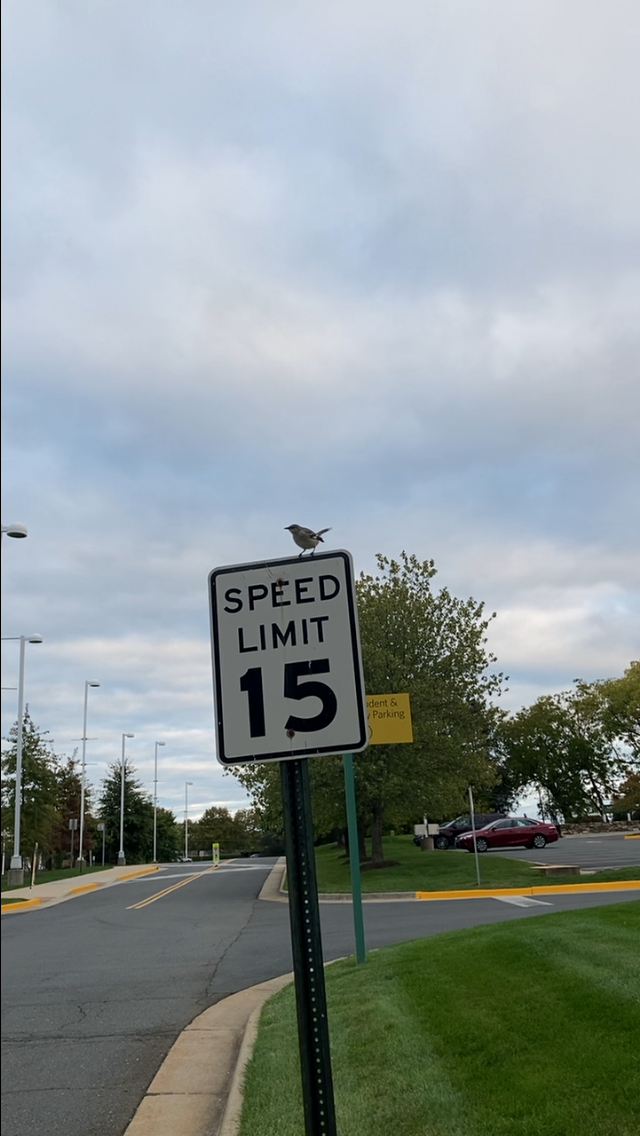 SPEED
LIMIT
15
&
Parking